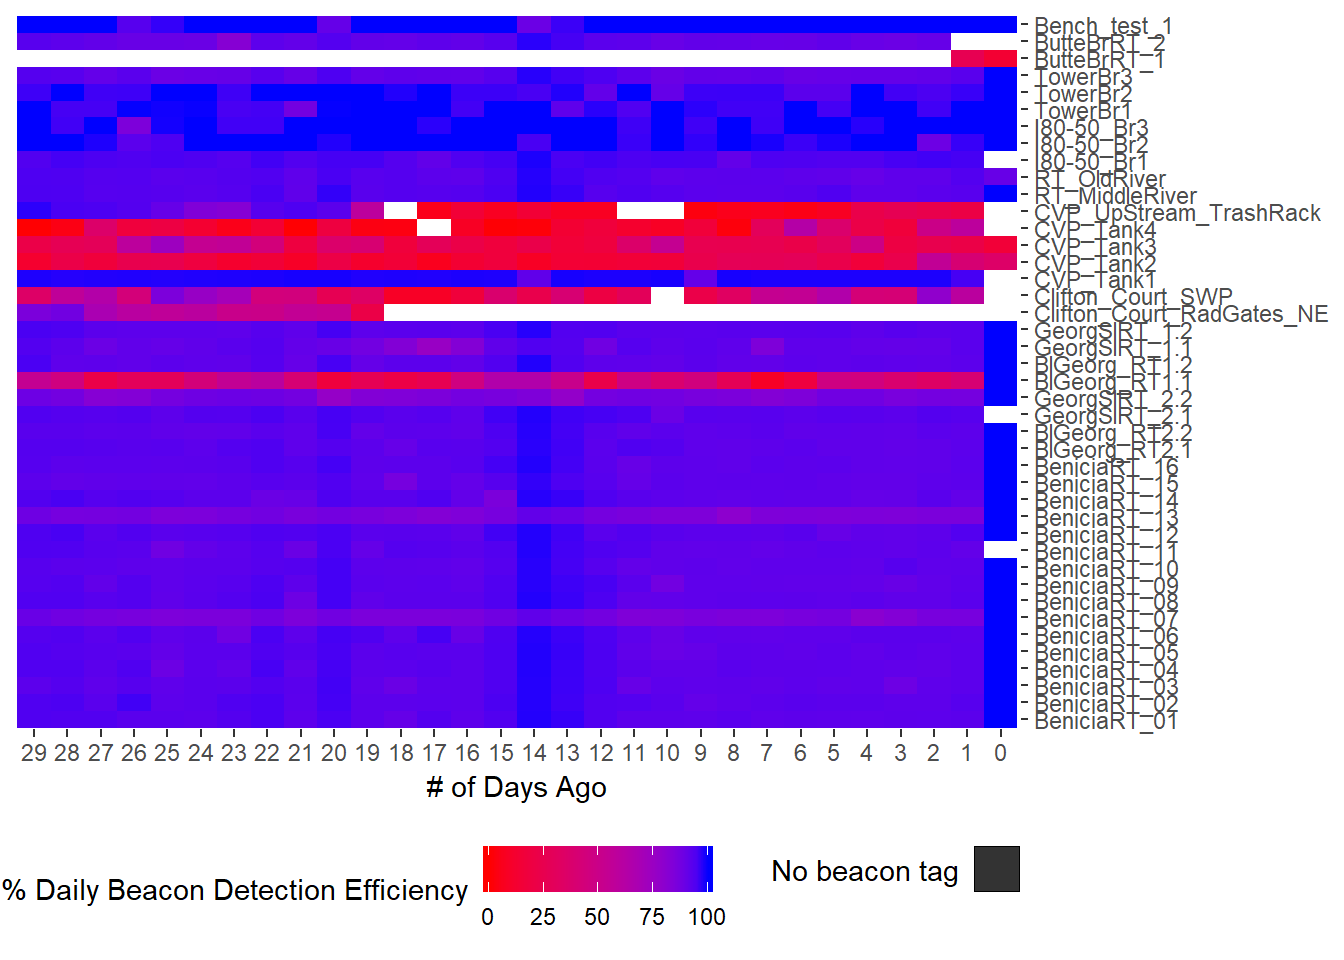 Bench_test_1
ButteBrRT_2
ButteBrRT_1
TowerBr3
TowerBr2
TowerBr1
I80-50_Br3
I80-50_Br2
I80-50_Br1
RT_OldRiver
RT_MiddleRiver
CVP_UpStream_TrashRack
CVP_Tank4
CVP_Tank3
CVP_Tank2
CVP_Tank1
Clifton_Court_SWP
Clifton_Court_RadGates_NE
GeorgSlRT_1.2
GeorgSlRT_1.1
BlGeorg_RT1.2
BlGeorg_RT1.1
GeorgSlRT_2.2
GeorgSlRT_2.1
BlGeorg_RT2.2
BlGeorg_RT2.1
BeniciaRT_16
BeniciaRT_15
BeniciaRT_14
BeniciaRT_13
BeniciaRT_12
BeniciaRT_11
BeniciaRT_10
BeniciaRT_09
BeniciaRT_08
BeniciaRT_07
BeniciaRT_06
BeniciaRT_05
BeniciaRT_04
BeniciaRT_03
BeniciaRT_02
BeniciaRT_01
29 28 27 26 25 24 23 22 21 20 19 18 17 16 15 14 13 12 11 10 9 8 7 6 5 4 3 2 1 0
# of Days Ago
% Daily Beacon Detection Efficiency
0 25 50 75 100
No beacon tag